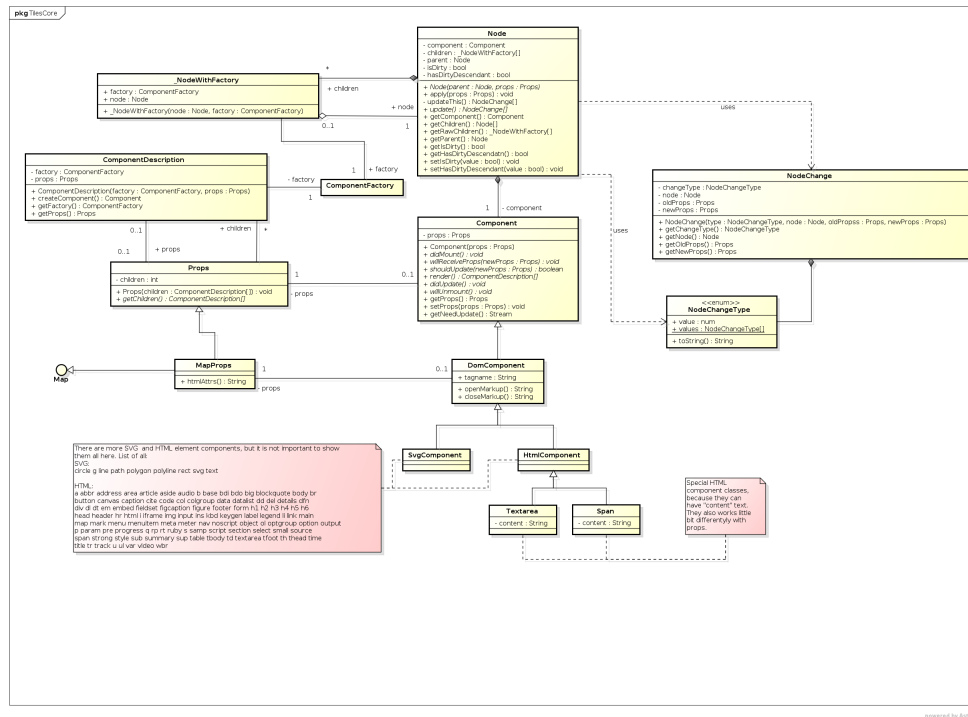 pkg TilesCore
Node
- component : Component
- children : _NodeWithFactory[]
- parent : Node
- isDirty : bool
- hasDirtyDescendant : bool
+ Node(parent : Node, props : Props)
+ apply(props : Props) : void
- updateThis() : NodeChange[]
+ update() : NodeChange[]
+ getComponent() : Component
+ getChildren() : Node[]
+ getRawChildren() : _NodeWithFactory[]
+ getParent() : Node
+ getIsDirty() : bool
+ getHasDirtyDescendatn() : bool
+ setIsDirty(value : bool) : void
+ setHasDirtyDescendant(value : bool) : void
*
+ children
+ node
0..1
1
_NodeWithFactory
+ factory : ComponentFactory
+ node : Node
+ _NodeWithFactory(node : Node, factory : ComponentFactory)
uses
uses
ComponentDescription
- factory : ComponentFactory
- props : Props
+ ComponentDescription(factory : ComponentFactory, props : Props)
+ createComponent() : Component
+ getFactory() : ComponentFactory
+ getProps() : Props
1
+ factory
- factory
1
ComponentFactory
NodeChange
- changeType : NodeChangeType
- node : Node
- oldProps : Props
- newProps : Props
+ NodeChange(type : NodeChangeType, node : Node, oldPropss : Props, newProps : Props)
+ getChangeType() : NodeChangeType
+ getNode() : Node
+ getOldProps() : Props
+ getNewProps() : Props
1
- component
Component
- props : Props
+ Component(props : Props)
+ didMount() : void
+ willReceiveProps(newProps : Props) : void
+ shouldUpdate(newProps : Props) : boolean
+ render() : ComponentDescription[]
+ didUpdate() : void
+ willUnmount() : void
+ getProps() : Props
+ setProps(props : Props) : void
+ getNeedUpdate() : Stream
0..1
+ children
*
0..1
+ props
Props
- children : int
+ Props(children : ComponentDescription[]) : void
+ getChildren() : ComponentDescription[]
1
- props
0..1
<<enum>>
NodeChangeType
+ value : num
+ values : NodeChangeType[]
+ toString() : String
Map
MapProps
+ htmlAttrs() : String
1
- props
0..1
DomComponent
+ tagname : String
+ openMarkup() : String
+ closeMarkup() : String
There are more SVG and HTML element components, but it is not important to show
them all here. List of all:
SVG:
circle g line path polygon polyline rect svg text
HTML:
a abbr address area article aside audio b base bdi bdo big blockquote body br
button canvas caption cite code col colgroup data datalist dd del details dfn
div dl dt em embed fieldset figcaption figure footer form h1 h2 h3 h4 h5 h6
head header hr html i iframe img input ins kbd keygen label legend li link main
map mark menu menuitem meta meter nav noscript object ol optgroup option output
p param pre progress q rp rt ruby s samp script section select small source
span strong style sub summary sup table tbody td textarea tfoot th thead time
title tr track u ul var video wbr
SvgComponent
HtmlComponent
Textarea
- content : String
Span
- content : String
Special HTML
component classes,
because they can
have "content" text.
They also works little
bit differentyly with
props.